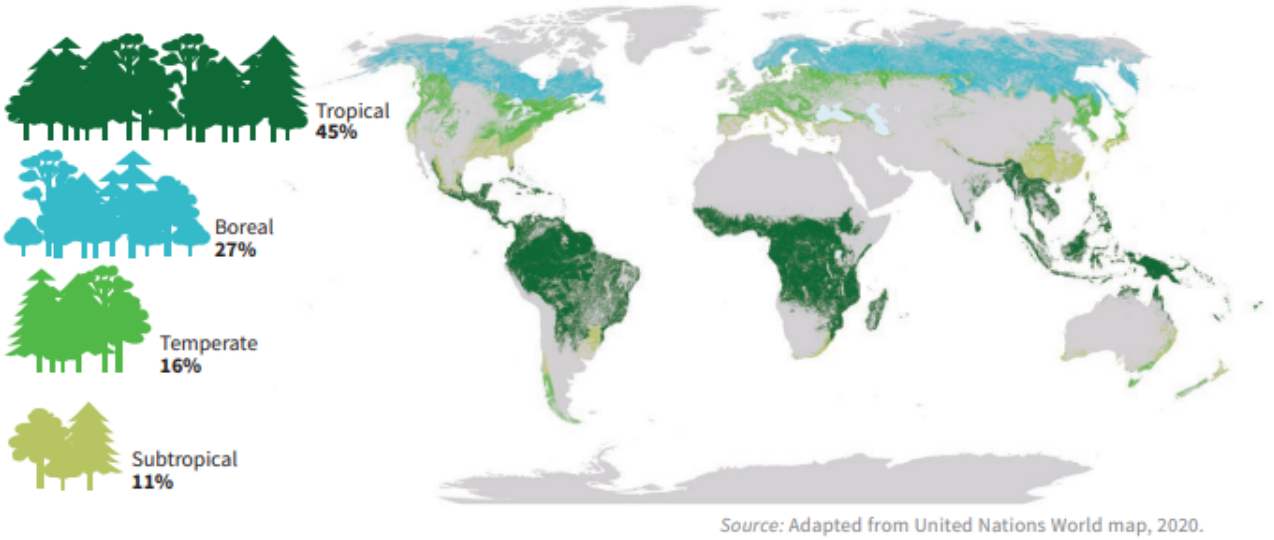 Tropical
45%
Boreal
27%
Temperate
16%
Subtropical
11%
Source: Adapted from United Nations World map, 2020.